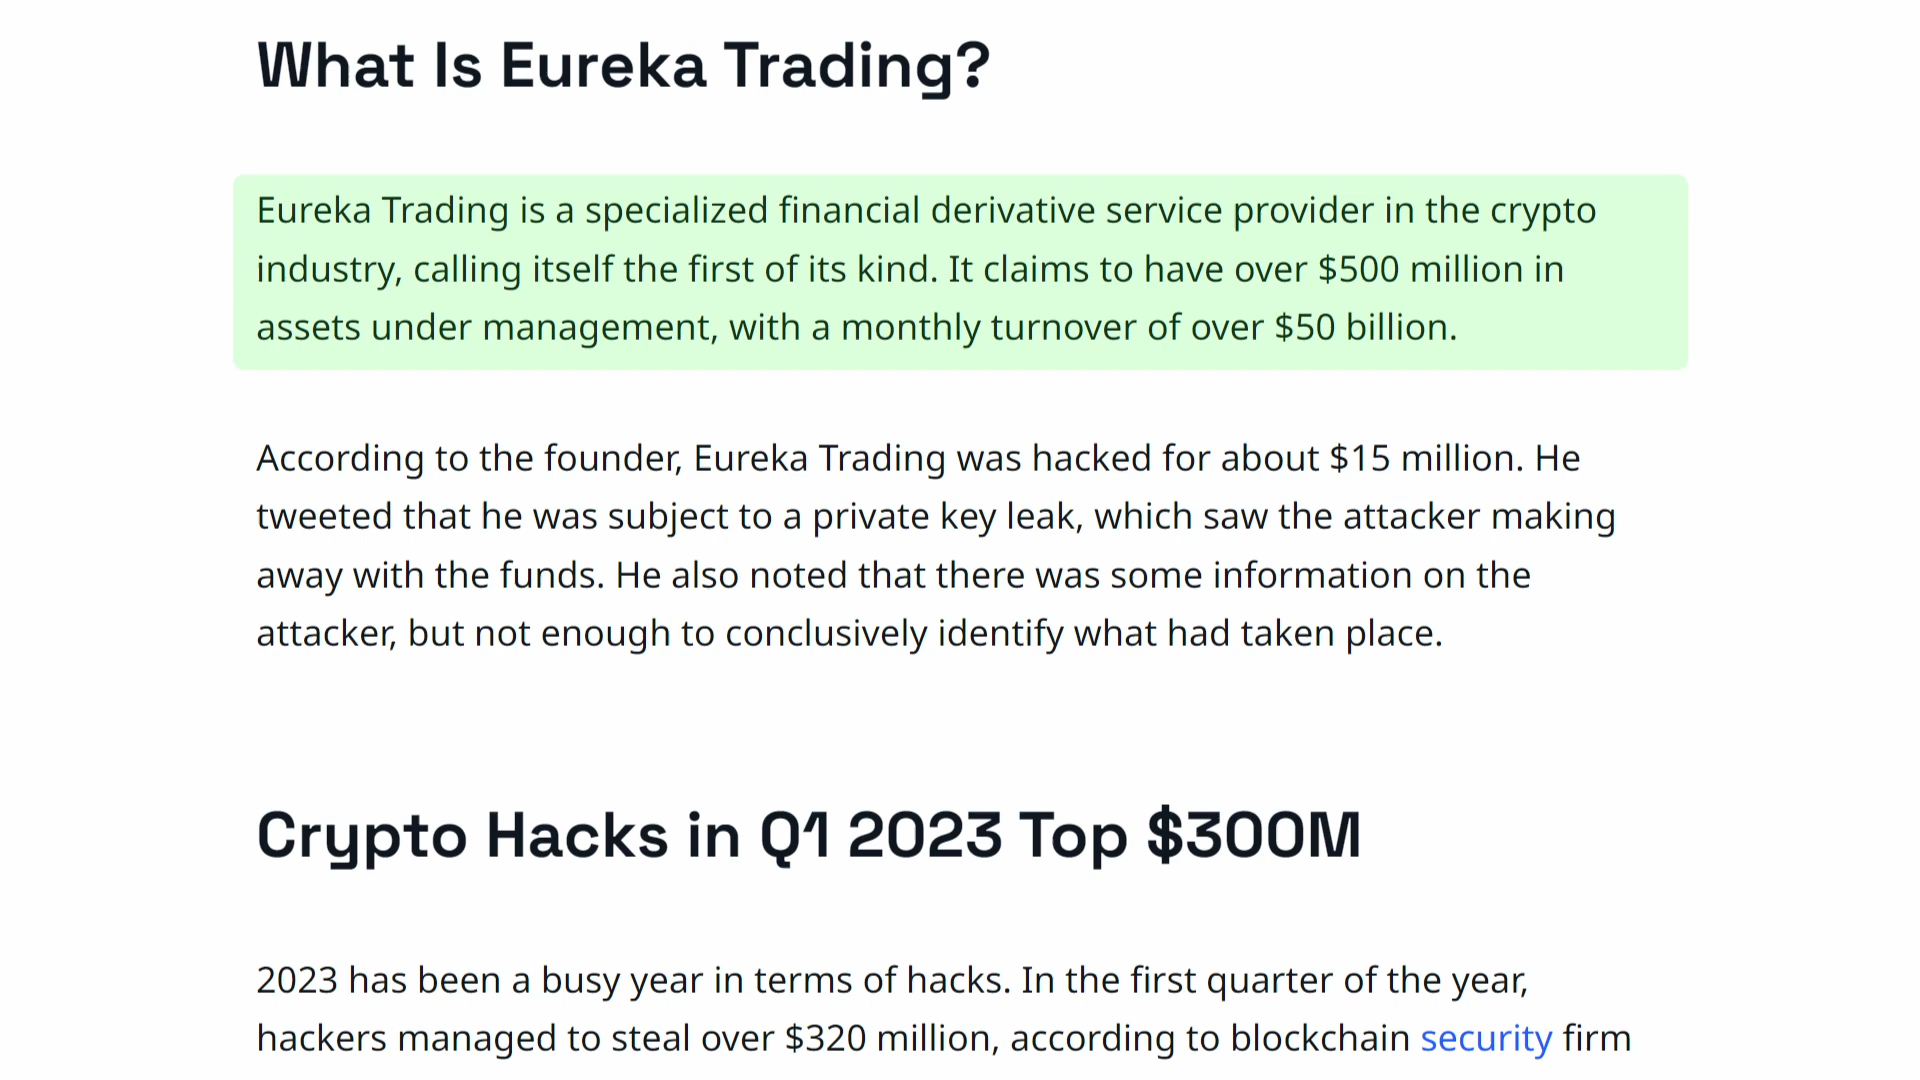 What Is Eureka Trading?
Eureka Trading is a specialized financial derivative service provider in the crypto
industry, calling itself the first of its kind. It claims to have over $500 million in
assets under management, with a monthly turnover of over $50 billion.
According to the founder, Eureka Trading was hacked for about $15 million. He
tweeted that he was subject to a private key leak, which saw the attacker making
away with the funds. He also noted that there was some information on the
attacker, but not enough to conclusively identify what had taken place.
Crypto Hacks in Q1 2023 Top $300M
2023 has been a busy year in terms of hacks. In the first quarter of the year,
hackers managed to steal over $320 million, according to blockchain security firm